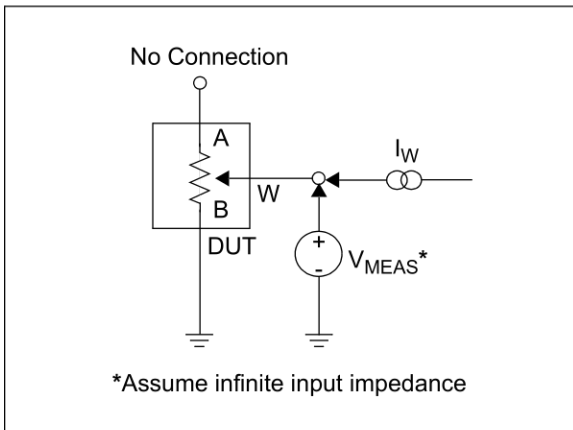 No Connection
A
I_W
W
B
DUT
+
V_MEAS*
-
*Assume infinite input impedance